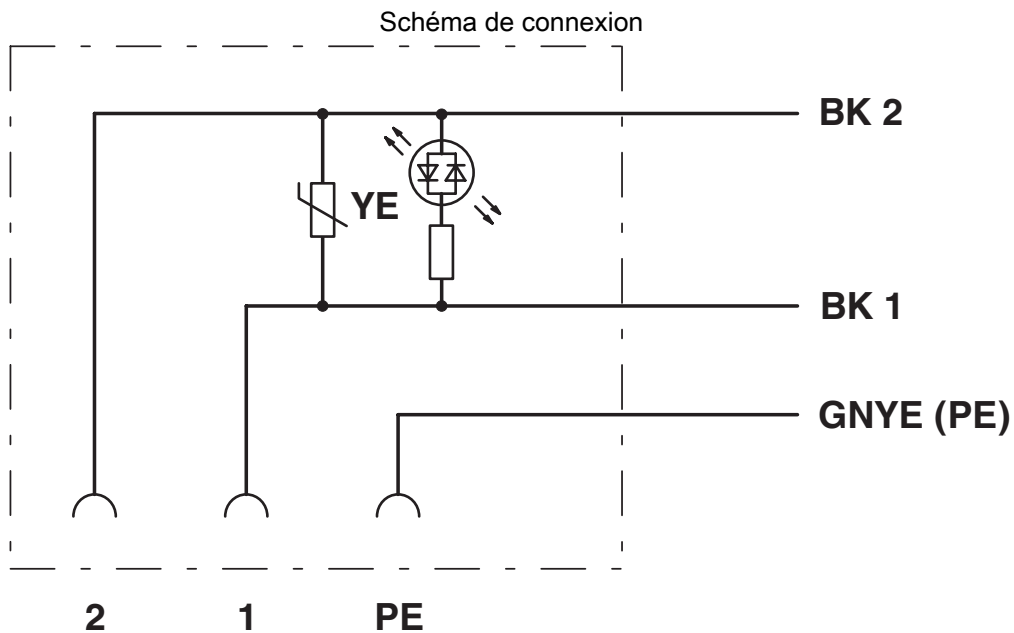 Schéma de connexion
BK 2
YE
BK 1
GNYE (PE)
2 1 PE